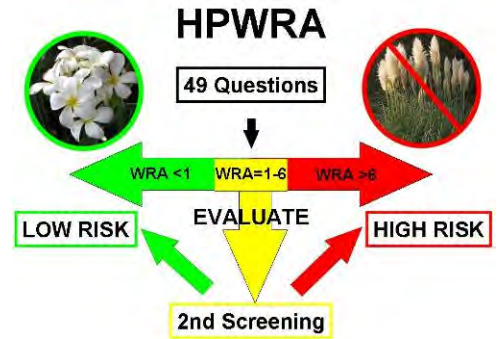 HPWRA
49 Questions
WRA <1
WRA=1-6
WRA >6
EVALUATE
LOW RISK
HIGH RISK
2nd Screening